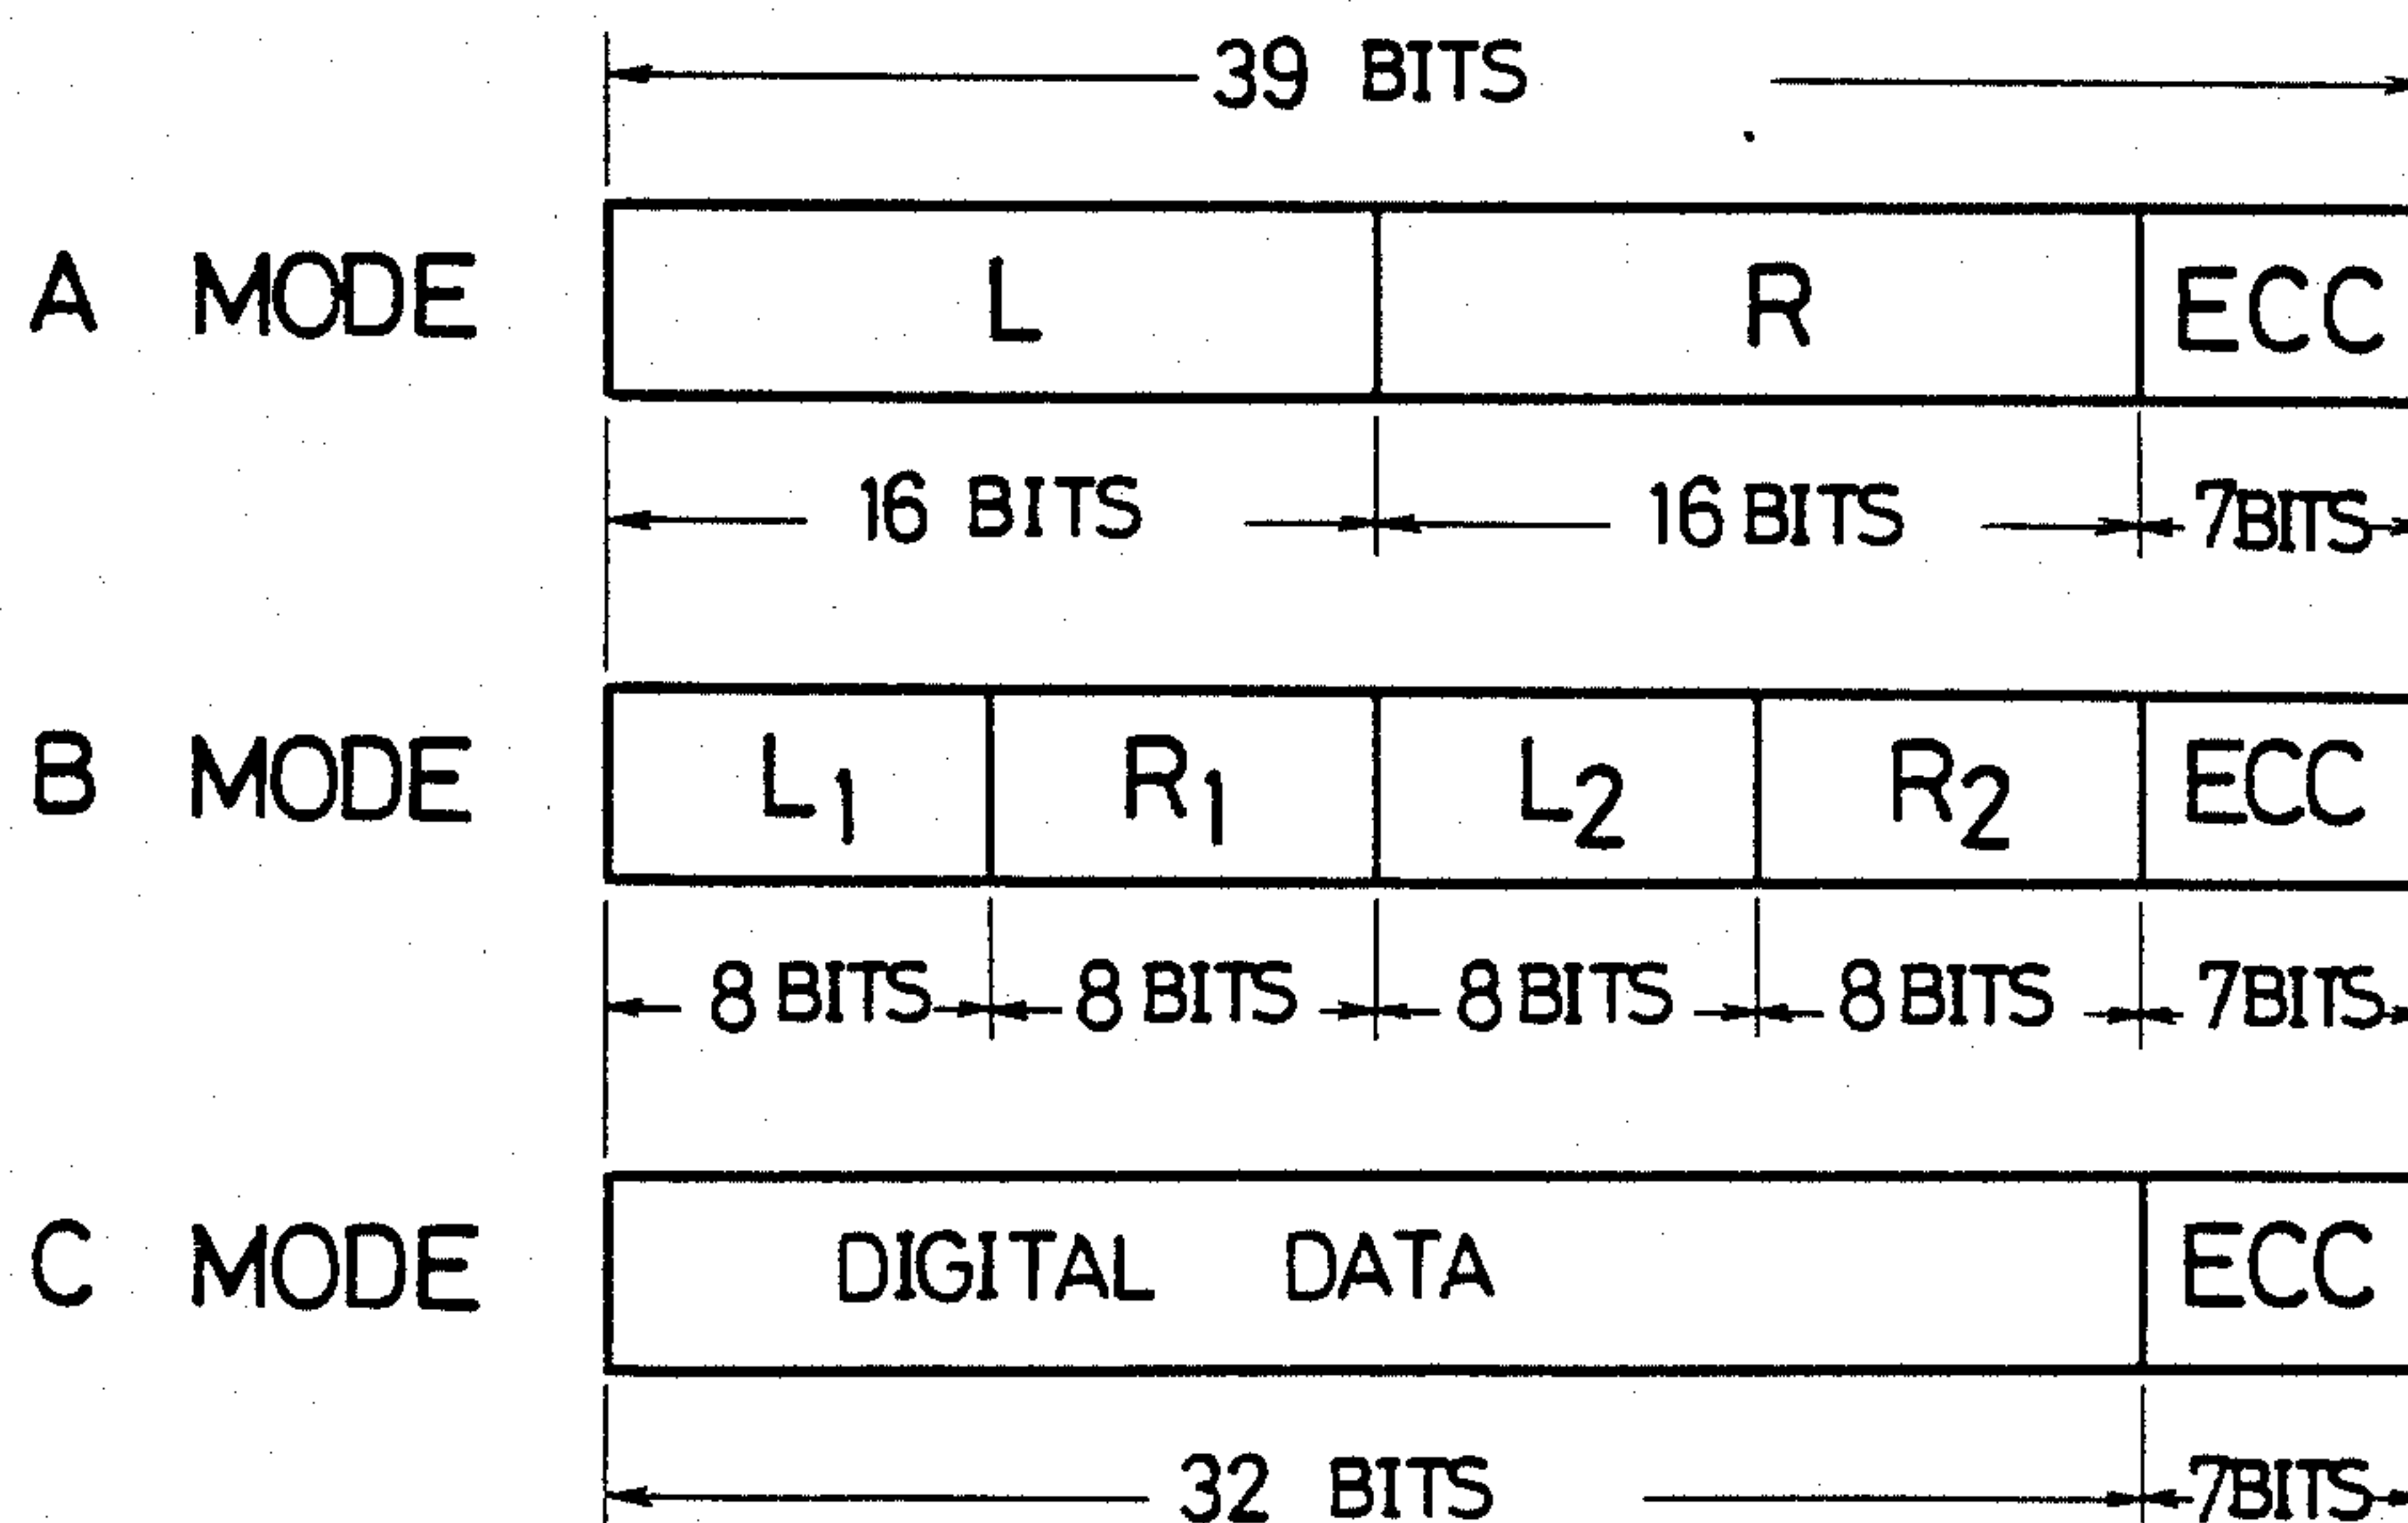 39 BITS
A MODE L R ECC
16 BITS 16 BITS 7BITS
B MODE L1 R1 L2 R2 ECC
8 BITS 8 BITS 8 BITS 8 BITS 7BITS
C MODE DIGITAL DATA ECC
32 BITS 7BITS